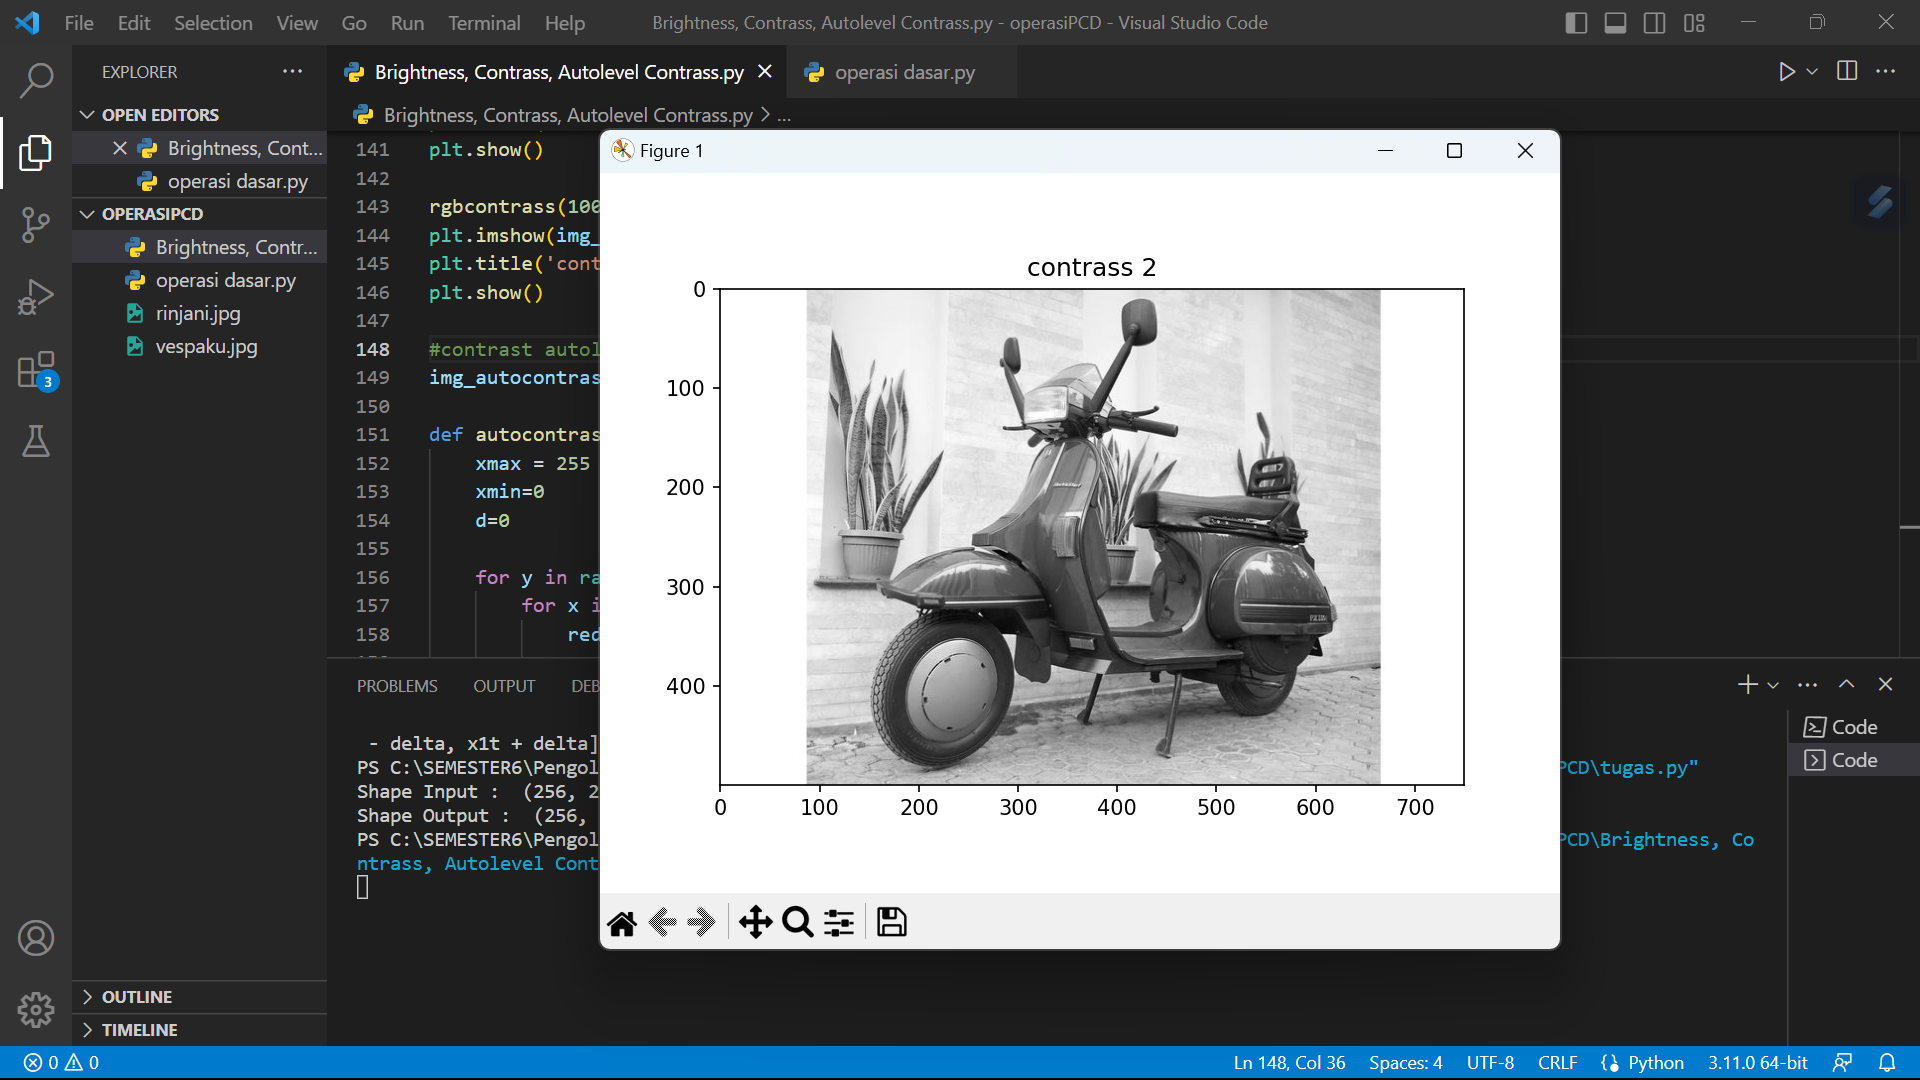 File Edit Selection View Go Run Terminal Help
Brightness, Contrass, Autolevel Contrass.py - operasiPCD - Visual Studio Code
EXPLORER
OPEN EDITORS
Brightness, Cont...
operasi dasar.py
OPERASIPCD
Brightness, Contr...
operasi dasar.py
rinjani.jpg
vespaku.jpg
3
OUTLINE
TIMELINE
Brightness, Contrass, Autolevel Contrass.py
operasi dasar.py
Brightness, Contrass, Autolevel Contrass.py > ...
141 plt.show()
142
143 rgbcontrass(100
144 plt.imshow(img_
145 plt.title('cont
146 plt.show()
147
148 #contrast autol
149 img_autocontras
150
151 def autocontras
152 xmax = 255
153 xmin=0
154 d=0
155
156 for y in ra
157 for x i
158 red
Figure 1
contrass 2
0
100
200
300
400
0 100 200 300 400 500 600 700
PROBLEMS OUTPUT DEB
- delta, x1t + delta]
PS C:\SEMESTER6\Pengol
PCD\tugas.py"
Shape Input : (256, 2
Shape Output : (256,
PS C:\SEMESTER6\Pengol
PCD\Brightness, Co
ntrass, Autolevel Cont
Code
Code
0 0
Ln 148, Col 36 Spaces: 4 UTF-8 CRLF Python 3.11.0 64-bit